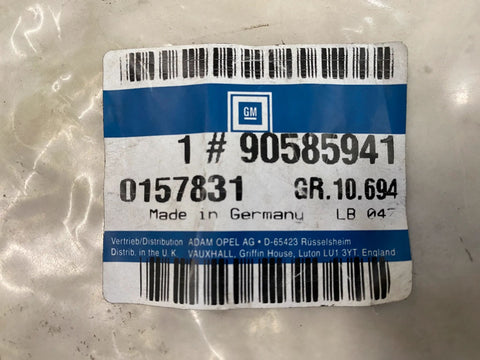 GM
1 # 90585941
0157831 GR.10.694
Made in Germany LB 047
Vertrieb/Distribution ADAM OPEL AG • D-65423 Rüsselsheim
Distrib. in the U.K. VAUXHALL, Griffin House, Luton LU1 3YT. England